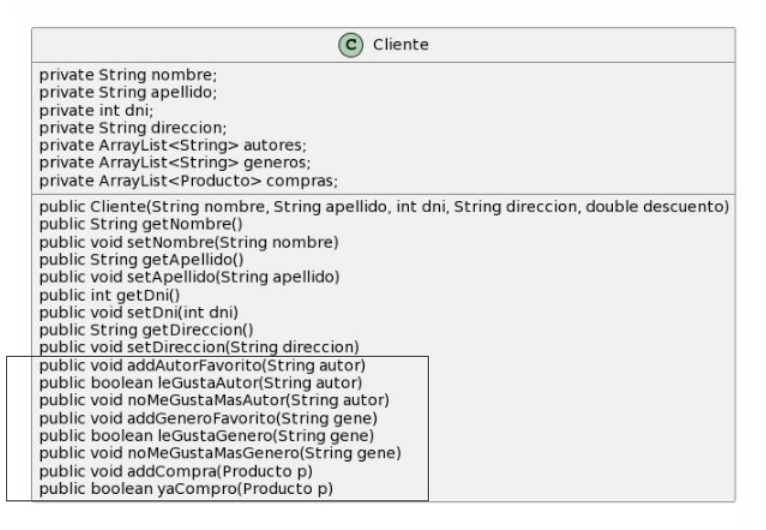 C Cliente
private String nombre;
private String apellido;
private int dni;
private String direccion;
private ArrayList<String> autores;
private ArrayList<String> generos;
private ArrayList<Producto> compras;
public Cliente(String nombre, String apellido, int dni, String direccion, double descuento)
public String getNombre()
public void setNombre(String nombre)
public String getApellido()
public void setApellido(String apellido)
public int getDni()
public void setDni(int dni)
public String getDireccion()
public void setDireccion(String direccion)
public void addAutorFavorito(String autor)
public boolean leGustaAutor(String autor)
public void noMeGustaMasAutor(String autor)
public void addGeneroFavorito(String gene)
public boolean leGustaGenero(String gene)
public void noMeGustaMasGenero(String gene)
public void addCompra(Producto p)
public boolean yaCompro(Producto p)